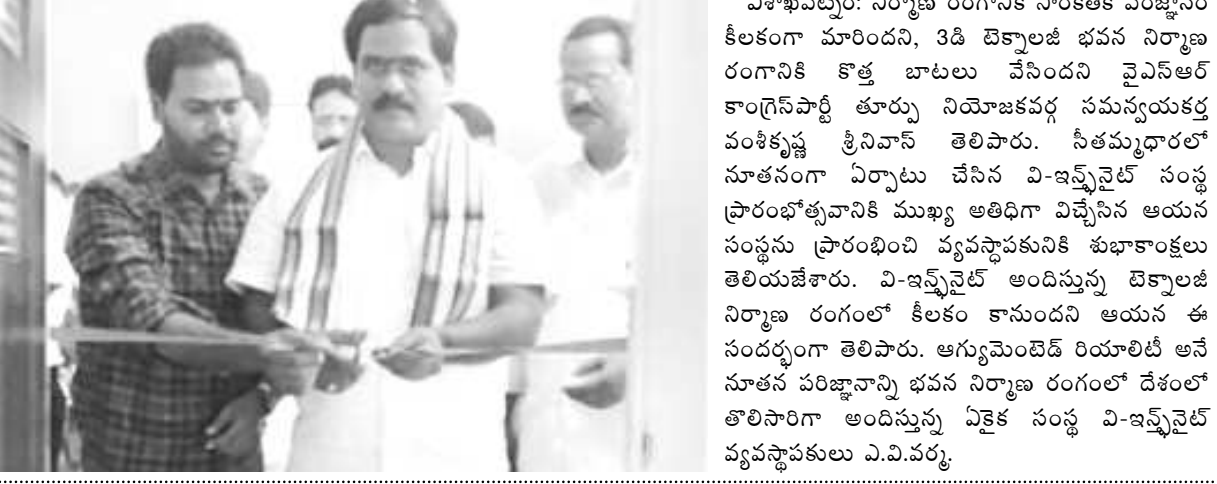 విశాఖపట్నం: నిర్మాణ రంగానికి సాంకేతిక పరిజ్ఞానం
కీలకంగా మారిందని, 3డి టెక్నాలజీ భవన నిర్మాణ
రంగానికి కొత్త బాటలు వేసిందని వైఎస్ఆర్
కాంగ్రెస్‌పార్టీ తూర్పు నియోజకవర్గ సమన్వయకర్త
వంశీకృష్ణ శ్రీనివాస్ తెలిపారు. సీతమ్మధారలో
నూతనంగా ఏర్పాటు చేసిన వి-ఇన్ఫ్‌నైట్ సంస్థ
ప్రారంభోత్సవానికి ముఖ్య అతిధిగా విచ్చేసిన ఆయన
సంస్థను ప్రారంభించి వ్యవస్థాపకునికి శుభాకాంక్షలు
తెలియజేశారు. వి-ఇన్ఫ్‌నైట్ అందిస్తున్న టెక్నాలజీ
నిర్మాణ రంగంలో కీలకం కానుందని ఆయన ఈ
సందర్భంగా తెలిపారు. ఆగ్యుమెంటెడ్ రియాలిటీ అనే
నూతన పరిజ్ఞానాన్ని భవన నిర్మాణ రంగంలో దేశంలో
తొలిసారిగా అందిస్తున్న ఏకైక సంస్థ వి-ఇన్ఫ్‌నైట్
వ్యవస్థాపకులు ఎ.వి.వర్మ.